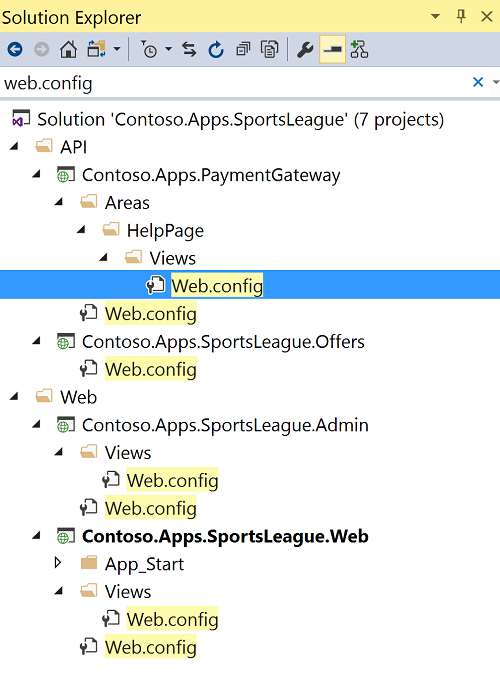 Solution Explorer
web.config
Solution 'Contoso.Apps.SportsLeague' (7 projects)
API
Contoso.Apps.PaymentGateway
Areas
HelpPage
Views
Web.config
Web.config
Contoso.Apps.SportsLeague.Offers
Web.config
Web
Contoso.Apps.SportsLeague.Admin
Views
Web.config
Web.config
Contoso.Apps.SportsLeague.Web
App_Start
Views
Web.config
Web.config